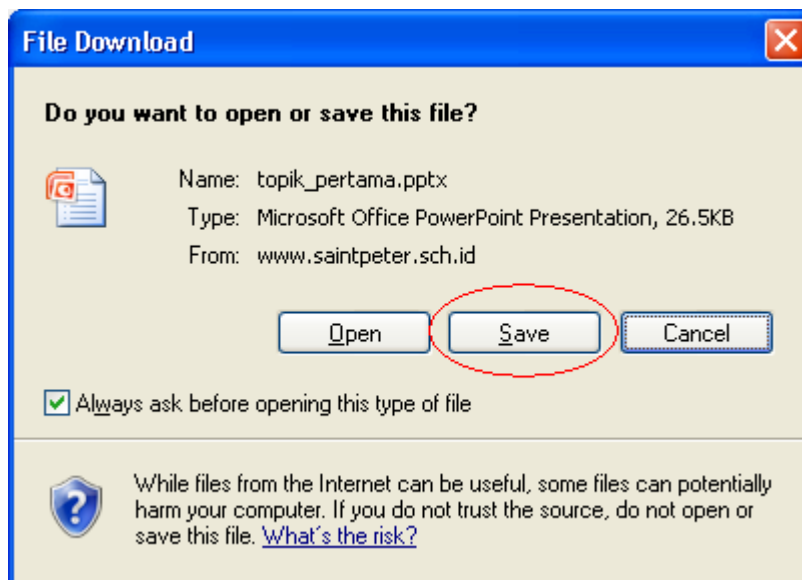 File Download
Do you want to open or save this file?
Name: topik_pertama.pptx
Type: Microsoft Office PowerPoint Presentation, 26.5KB
From: www.saintpeter.sch.id
Open Save Cancel
Always ask before opening this type of file
While files from the Internet can be useful, some files can potentially
harm your computer. If you do not trust the source, do not open or
save this file. What's the risk?